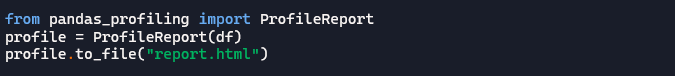 from pandas_profiling import ProfileReport
profile = ProfileReport(df)
profile.to_file("report.html")